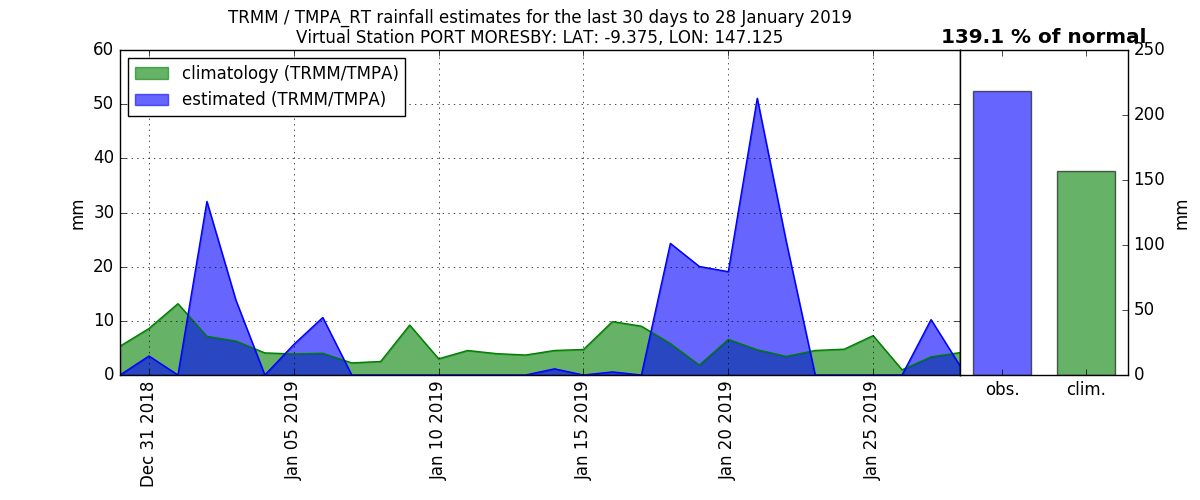 TRMM / TMPA_RT rainfall estimates for the last 30 days to 28 January 2019
Virtual Station PORT MORESBY: LAT: -9.375, LON: 147.125
139.1 % of normal
climatology (TRMM/TMPA)
estimated (TRMM/TMPA)
60
50
40
30
20
10
0
mm
Dec 31 2018
Jan 05 2019
Jan 10 2019
Jan 15 2019
Jan 20 2019
Jan 25 2019
obs.
clim.
250
200
150
100
50
0
mm